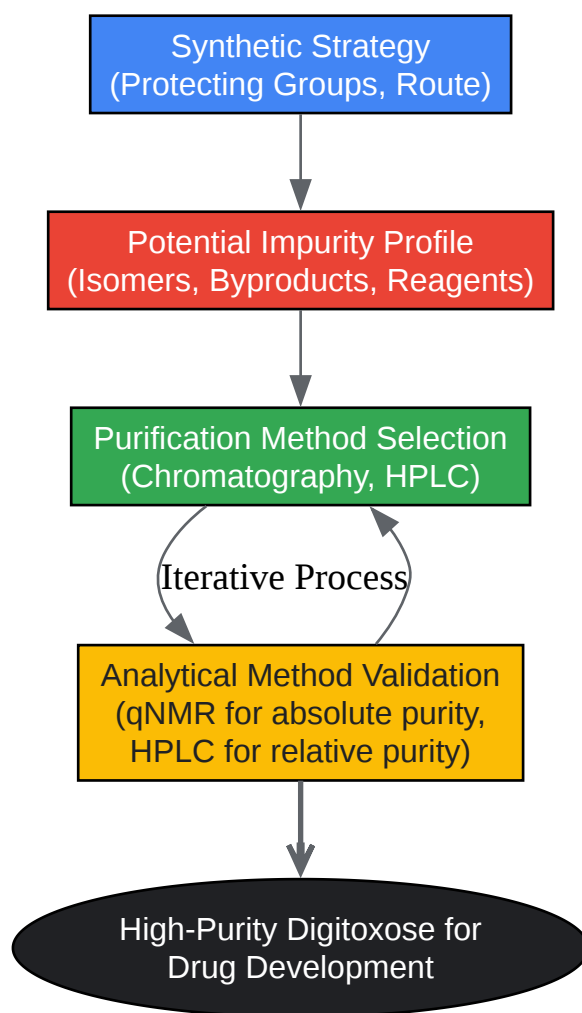 Synthetic Strategy
(Protecting Groups, Route)
Potential Impurity Profile
(Isomers, Byproducts, Reagents)
Purification Method Selection
(Chromatography, HPLC)
Iterative Process
Analytical Method Validation
(qNMR for absolute purity,
HPLC for relative purity)
High-Purity Digitoxose for
Drug Development